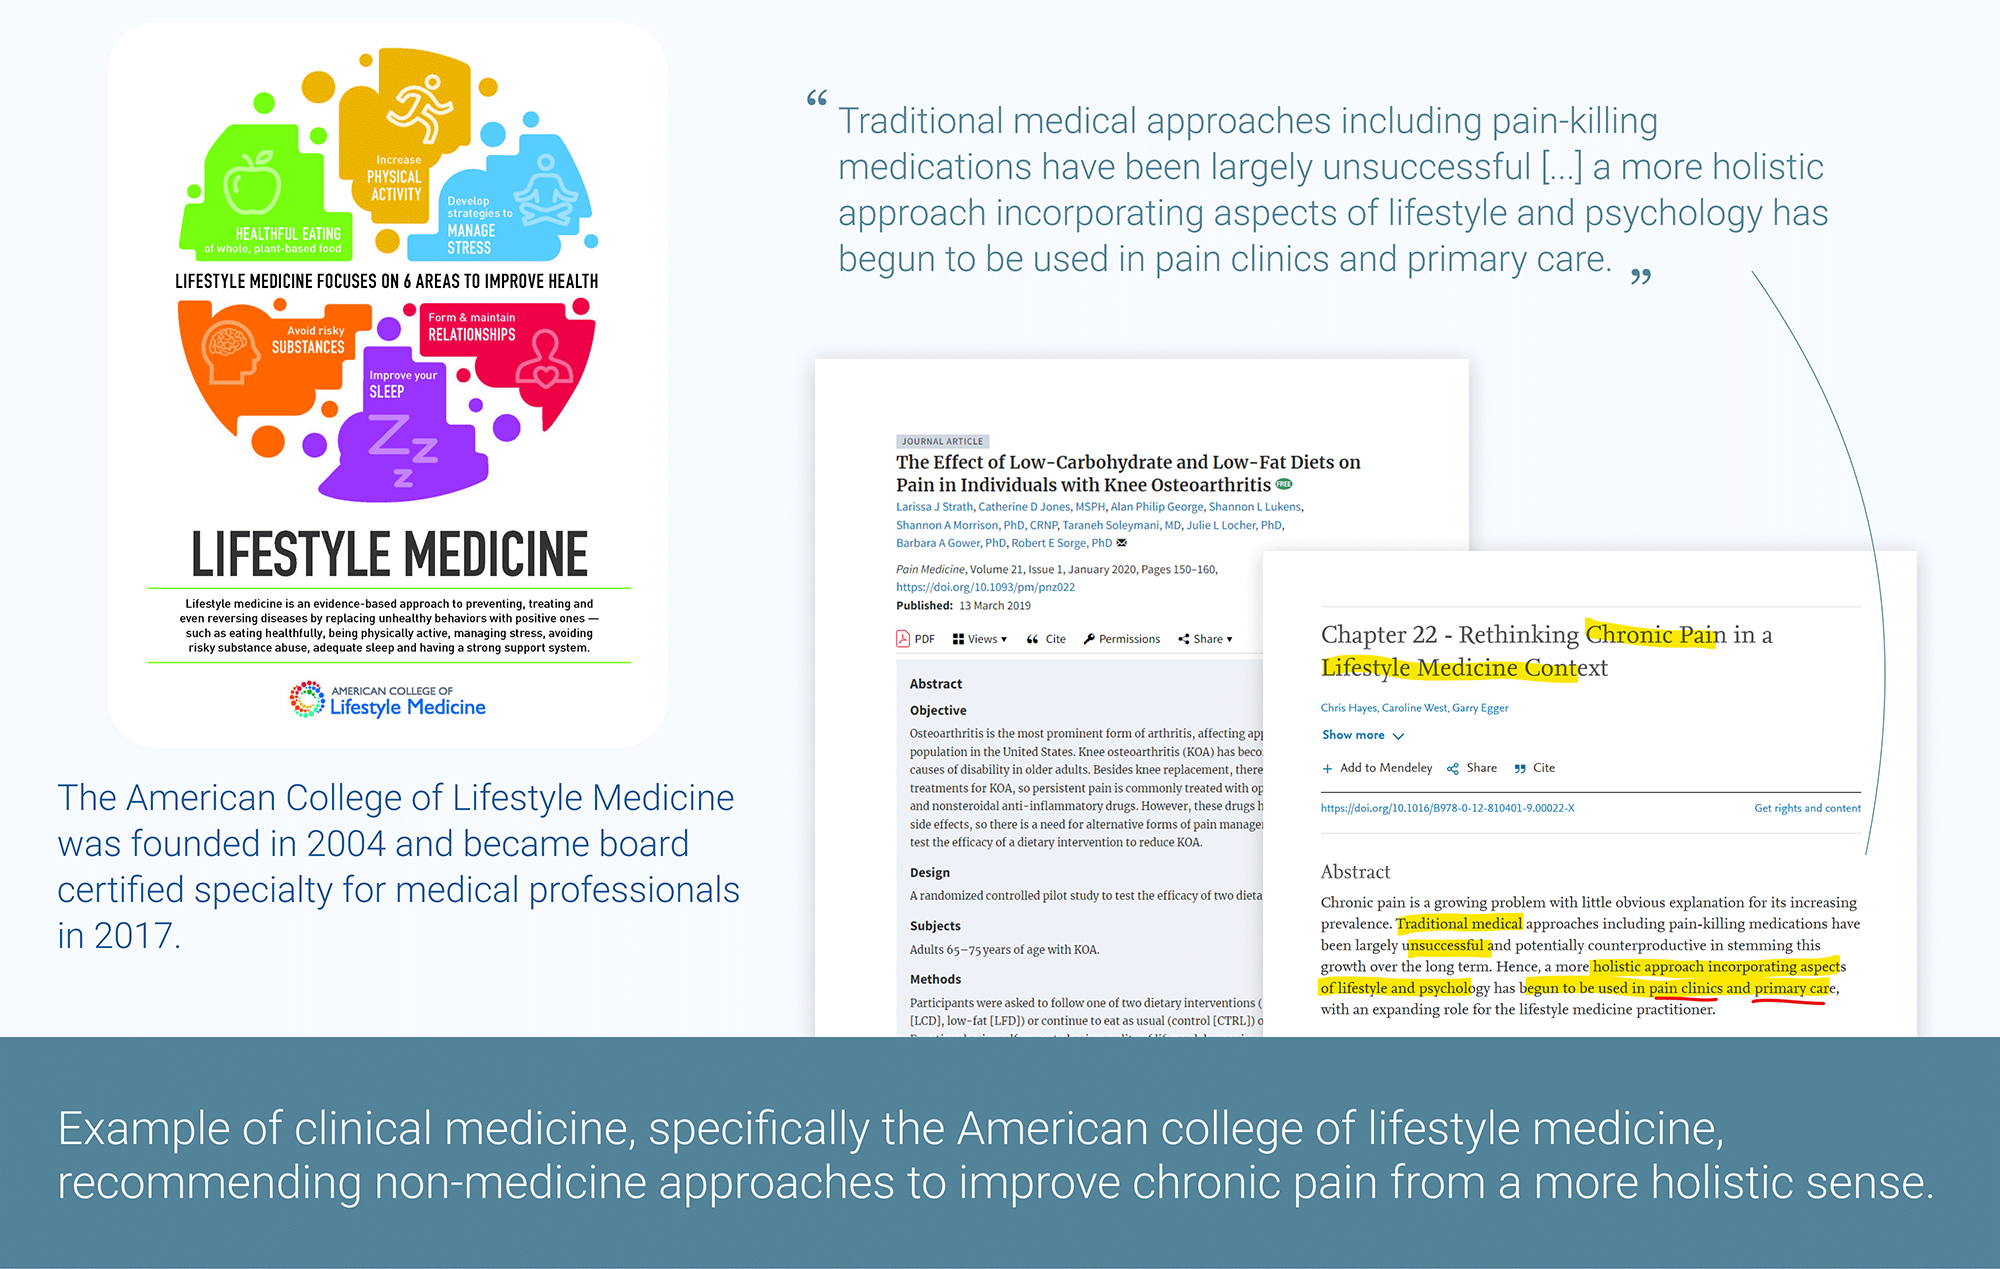 Increase
PHYSICAL
ACTIVITY
Develop
strategies to
MANAGE
STRESS
HEALTHFUL EATING
of whole, plant-based food
LIFESTYLE MEDICINE FOCUSES ON 6 AREAS TO IMPROVE HEALTH
Avoid risky
SUBSTANCES
Form & maintain
RELATIONSHIPS
Improve your
SLEEP
Z Z Z
LIFESTYLE MEDICINE
Lifestyle medicine is an evidence-based approach to preventing, treating and
even reversing diseases by replacing unhealthy behaviors with positive ones —
such as eating healthfully, being physically active, managing stress, avoiding
risky substance abuse, adequate sleep and having a strong support system.
AMERICAN COLLEGE OF
Lifestyle Medicine
The American College of Lifestyle Medicine
was founded in 2004 and became board
certified specialty for medical professionals
in 2017.
“ Traditional medical approaches including pain-killing
medications have been largely unsuccessful [...] a more holistic
approach incorporating aspects of lifestyle and psychology has
begun to be used in pain clinics and primary care. ”
JOURNAL ARTICLE
The Effect of Low-Carbohydrate and Low-Fat Diets on
Pain in Individuals with Knee Osteoarthritis FREE
Larissa J Strath, Catherine D Jones, MSPH, Alan Philip George, Shannon L Lukens,
Shannon A Morrison, PhD, CRNP, Taraneh Soleymani, MD, Julie L Locher, PhD,
Barbara A Gower, PhD, Robert E Sorge, PhD
Pain Medicine, Volume 21, Issue 1, January 2020, Pages 150–160,
https://doi.org/10.1093/pm/pnz022
Published: 13 March 2019
PDF Views Cite Permissions Share
Abstract
Objective
Osteoarthritis is the most prominent form of arthritis, affecting
population in the United States. Knee osteoarthritis (KOA) has
causes of disability in older adults. Besides knee replacement, there
treatments for KOA, so persistent pain is commonly treated with
and nonsteroidal anti-inflammatory drugs. However, these drugs
side effects, so there is a need for alternative forms of pain
test the efficacy of a dietary intervention to reduce KOA.
Design
A randomized controlled pilot study to test the efficacy of two
Subjects
Adults 65–75 years of age with KOA.
Methods
Participants were asked to follow one of two dietary interventions (
[LCD], low-fat [LFD]) or continue to eat as usual (control [CTRL])
Chapter 22 - Rethinking Chronic Pain in a
Lifestyle Medicine Context
Chris Hayes, Caroline West, Garry Egger
Show more
+ Add to Mendeley Share Cite
https://doi.org/10.1016/B978-0-12-810401-9.00022-X Get rights and content
Abstract
Chronic pain is a growing problem with little obvious explanation for its increasing
prevalence. Traditional medical approaches including pain-killing medications have
been largely unsuccessful and potentially counterproductive in stemming this
growth over the long term. Hence, a more holistic approach incorporating aspects
of lifestyle and psychology has begun to be used in pain clinics and primary care,
with an expanding role for the lifestyle medicine practitioner.
Example of clinical medicine, specifically the American college of lifestyle medicine,
recommending non-medicine approaches to improve chronic pain from a more holistic sense.